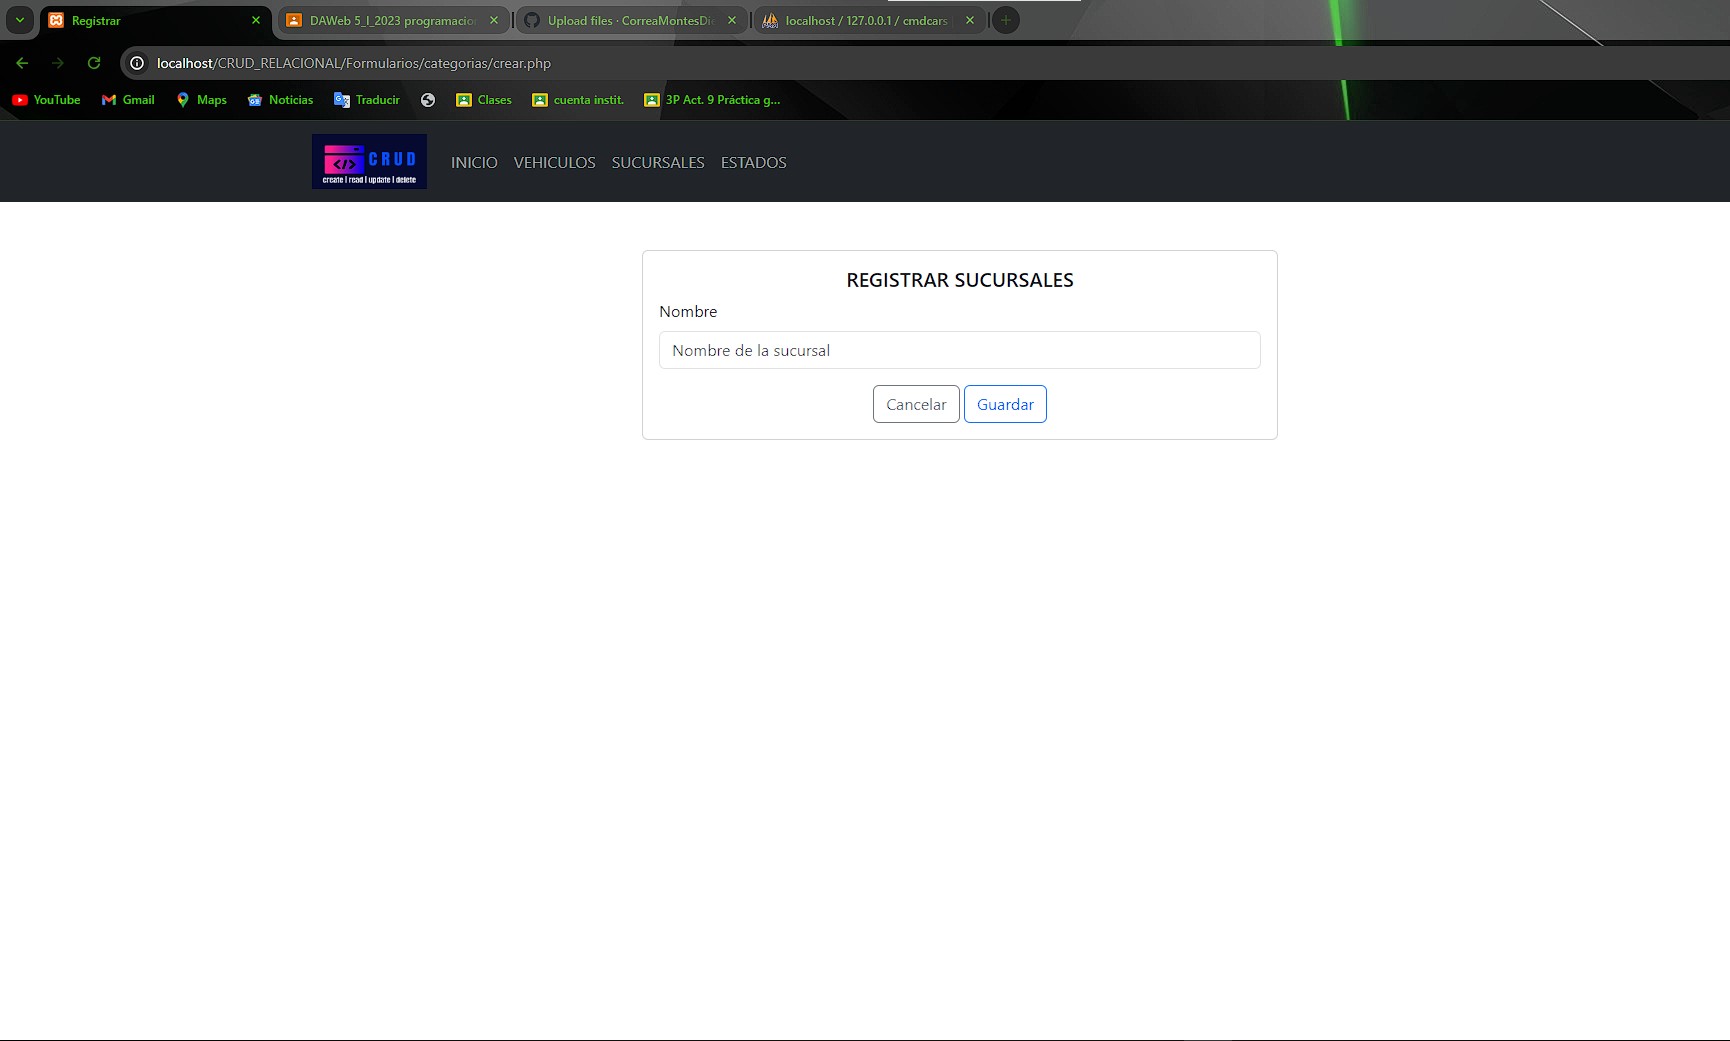 Registrar
DAWeb 5_I_2023 programacio
Upload files · CorreaMontesDie
localhost / 127.0.0.1 / cmdcars
localhost/CRUD_RELACIONAL/Formularios/categorias/crear.php
YouTube
Gmail
Maps
Noticias
Traducir
Clases
cuenta instit.
3P Act. 9 Práctica g...
CRUD
create | read | update | delete
INICIO
VEHICULOS
SUCURSALES
ESTADOS
REGISTRAR SUCURSALES
Nombre
Nombre de la sucursal
Cancelar
Guardar